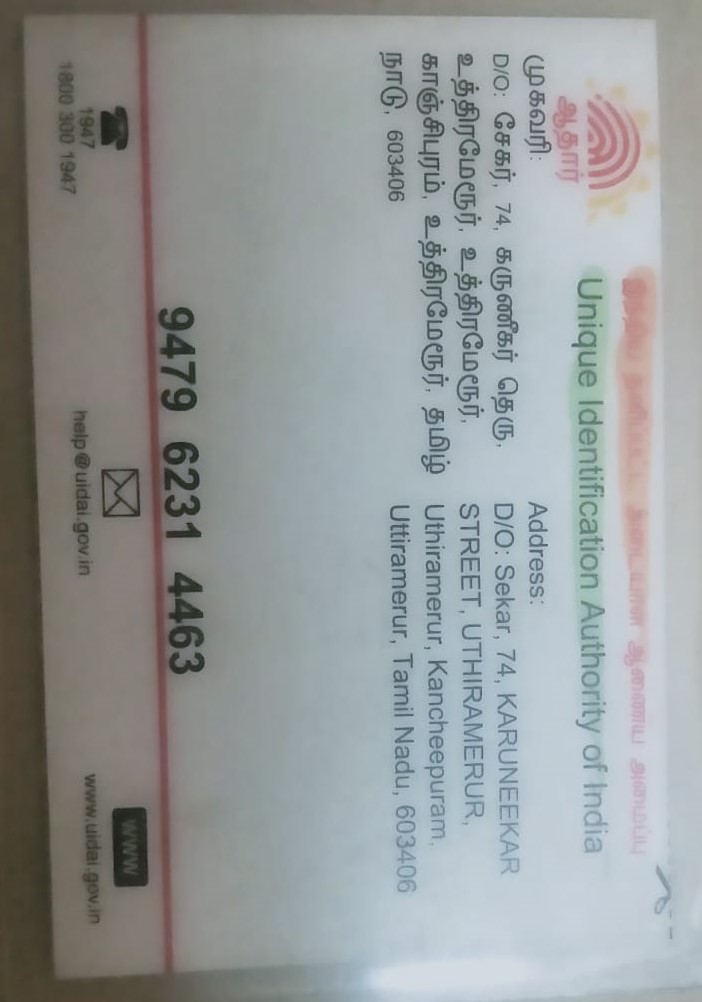 Unique Identification Authority of India
ஆதார்
முகவரி:
D/O: சேகர், 74, கருணீகர் தெரு,
உத்திரமேரூர், உத்திரமேரூர்,
காஞ்சிபுரம், உத்திரமேரூர், தமிழ்
நாடு, 603406
Address:
D/O: Sekar, 74, KARUNEEKAR
STREET, UTHIRAMERUR,
Uthiramerur, Kancheepuram,
Uttiramerur, Tamil Nadu, 603406
9479 6231 4463
1947
1800 300 1947
help@uidai.gov.in
WWW
www.uidai.gov.in